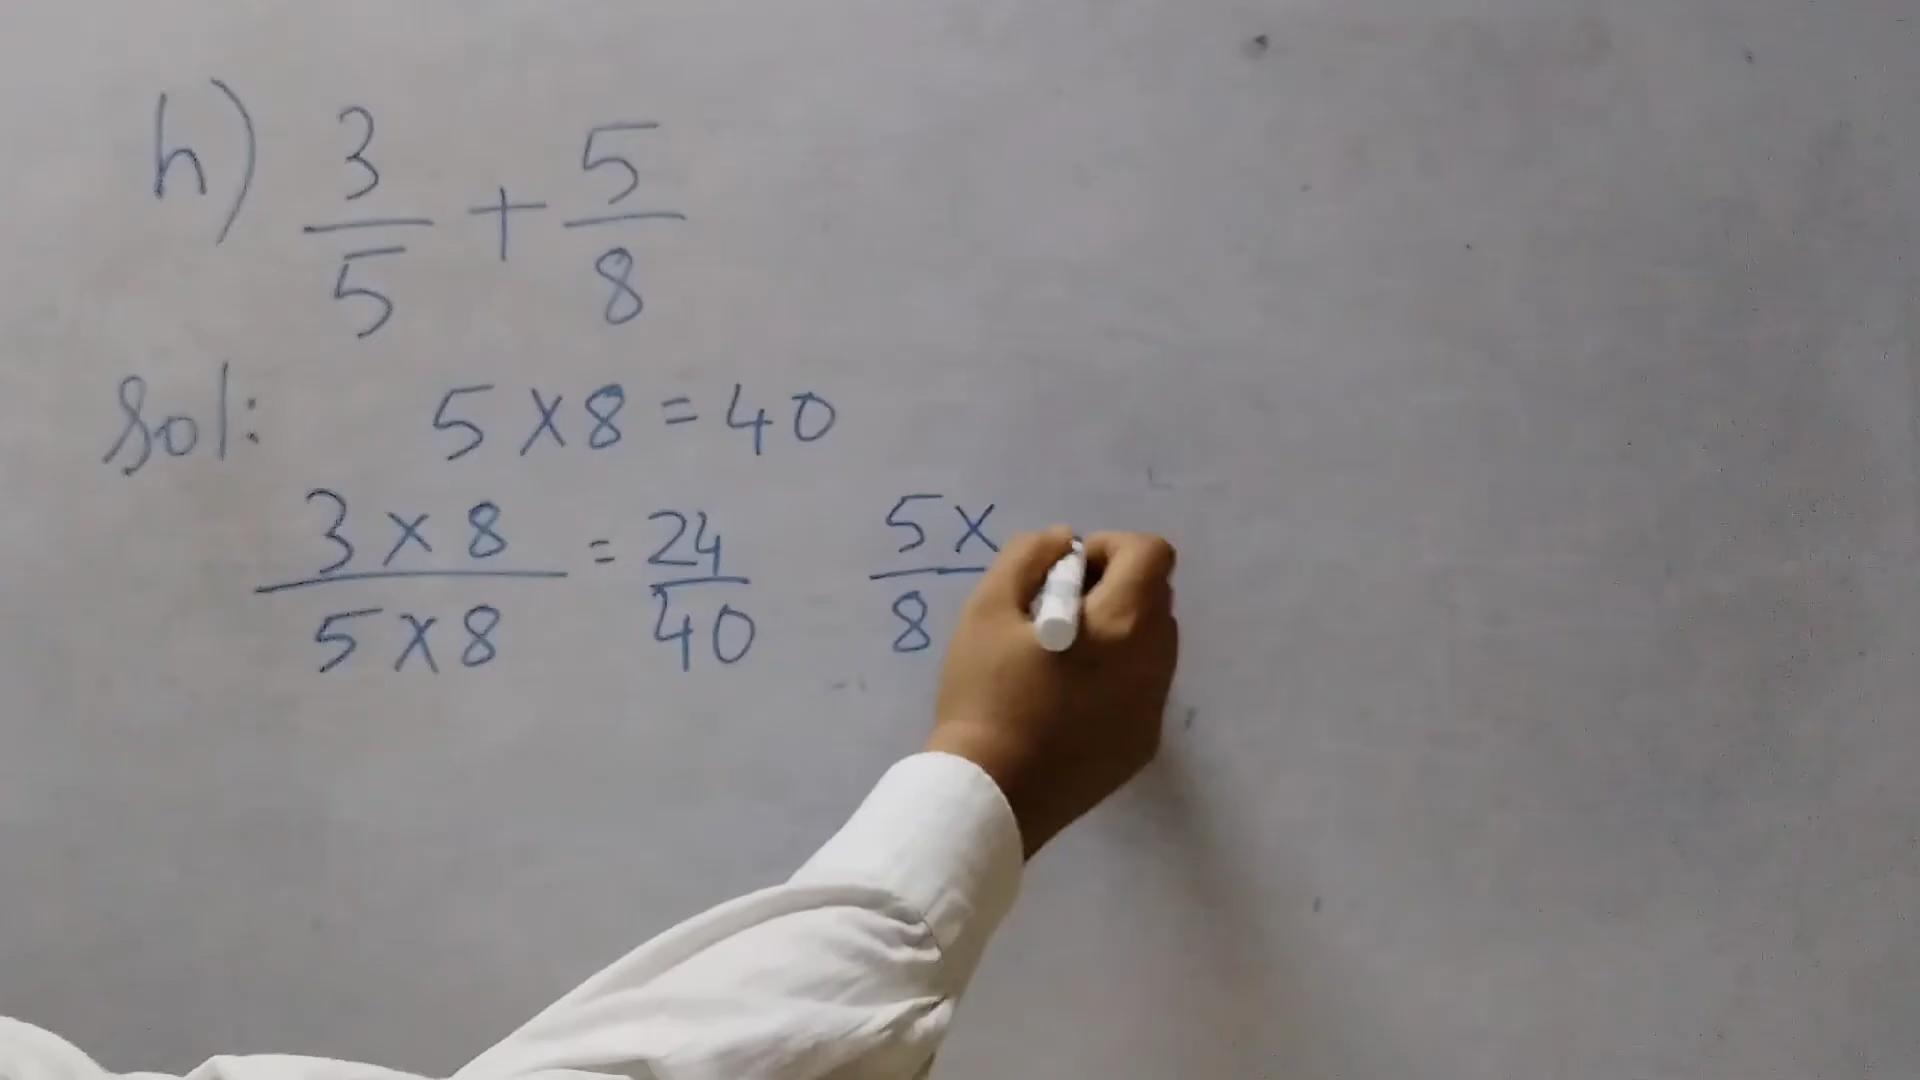 h) 3/5 + 5/8
Sol: 5 × 8 = 40
3 × 8 / 5 × 8 = 24/40 5 × / 8